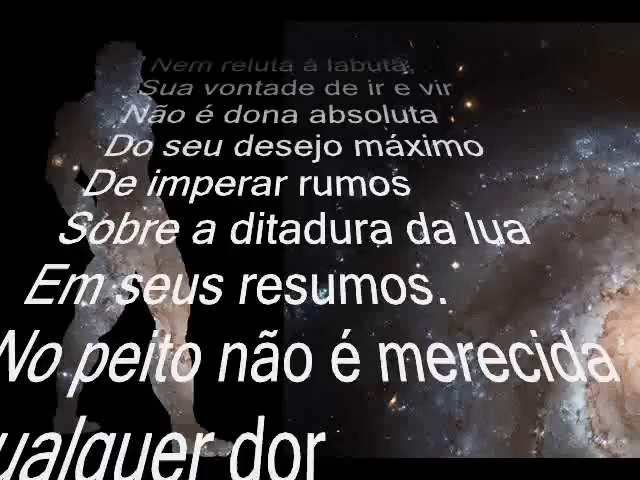 Nem reluta à labuta,
Sua vontade de ir e vir
Não é dona absoluta
Do seu desejo máximo
De imperar rumos
Sobre a ditadura da lua
Em seus resumos.
No peito não é merecida
ualquer dor